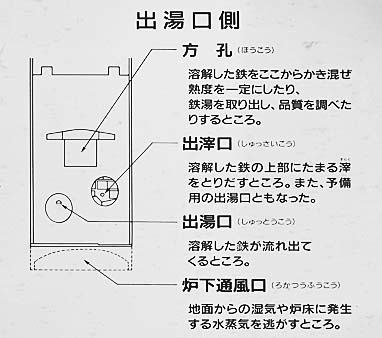 出湯口側
方孔(ほうこう)
溶解した鉄をここからかき混ぜ
熟度を一定にしたり、
鉄湯を取り出し、品質を調べた
りするところ。
出滓口(しゅっさいこう)
溶解した鉄の上部にたまる滓
をとりだすところ。また、予備
用の出湯口ともなった。
出湯口(しゅっとうこう)
溶解した鉄が流れ出て
くるところ。
炉下通風口(ろかつうふうこう)
地面からの湿気や炉床に発生
する水蒸気を逃がすところ。